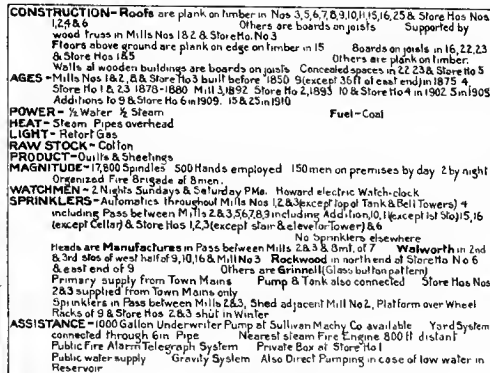 CONSTRUCTION- Roofs are plank on timber in Nos 3,5,6,7,8,9,10,11,15,16,25 & Store Hos Nos
1,2,4 & 6 Others are boards on joists Supported by
wood truss in Mills Nos 1&2 & Store Ho. No 3
Floors above ground are plank on edge on timber in 15 Boards on joists in 16,22,23
& Store Hos 1&5 Others are plank on timber.
Walls al wooden buildings are boards on joists Concealed spaces in 22 23 & Store Ho 5
AGES- Mills Nos 1&2, 8, & Store Ho 3 built before 1850 9 (except 36ft at east end) in 1875 4,
Store Ho 1 & 23 1878-1880 Mill 3, 1892 Store Ho 2, 1893 10 & Store Ho 4 in 1902 5 in 1905
Additions to 9 & Store Ho 6 in 1909. 15 & 25 in 1910
POWER- ½ Water ½ Steam Fuel-Coal
HEAT- Steam Pipes overhead
LIGHT- Retort Gas
RAW STOCK- Cotton
PRODUCT- Quilts & Sheetings
MAGNITUDE- 17,800 Spindles 500 Hands employed 150 men on premises by day 2 by night
Organized Fire Brigade of 8 men.
WATCHMEN- 2 Nights Sundays & Saturday PMs. Howard electric Watch-clock
SPRINKLERS- Automatics throughout Mills Nos 1,2&3 (except top of Tank & Bell Towers) 4
including Pass between Mills 2&3,5,6,7,8,9 including Addition,10,11 (except 1st Sto) 15,16
(except Cellar) & Store Hos 1,2,3 (except stair & elevator Tower) & 6
No Sprinklers elsewhere
Heads are Manufactures in Pass between Mills 2&3 & Bmt. of 7 Walworth in 2nd
& 3rd stos of west half of 9,10,16 & Mill No 3 Rockwood in north end of Store Ho No 6
& east end of 9 Others are Grinnell (Glass button pattern)
Primary supply from Town Mains Pump & Tank also connected Store Hos Nos
2&3 supplied from Town Mains only
Sprinklers in Pass between Mills 2&3, Shed adjacent Mill No 2, Platform over Wheel
Racks of 9 & Store Hos 2&3 shut in Winter
ASSISTANCE- 1000 Gallon Underwriter Pump at Sullivan Machy Co available Yard System
connected through 6in Pipe Nearest steam Fire Engine 800 ft distant
Public Fire Alarm Telegraph System Private Box at Store Ho 1
Public water supply Gravity System Also Direct Pumping in case of low water in
Reservoir